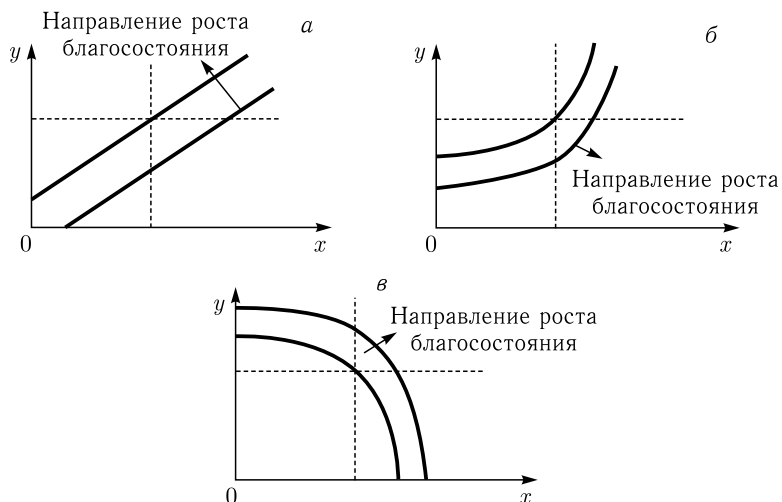 Направление роста
благосостояния
а
y
0
x
б
y
Направление роста
благосостояния
0
x
в
y
Направление роста
благосостояния
0
x